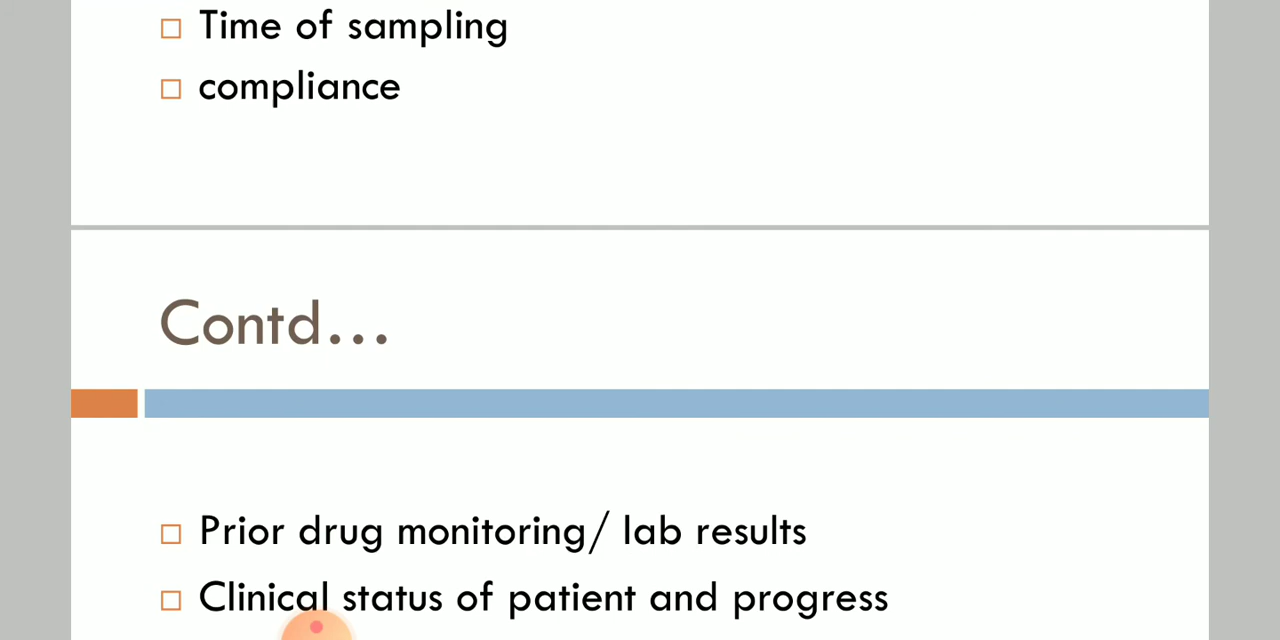 Time of sampling
compliance
Contd...
Prior drug monitoring/ lab results
Clinical status of patient and progress